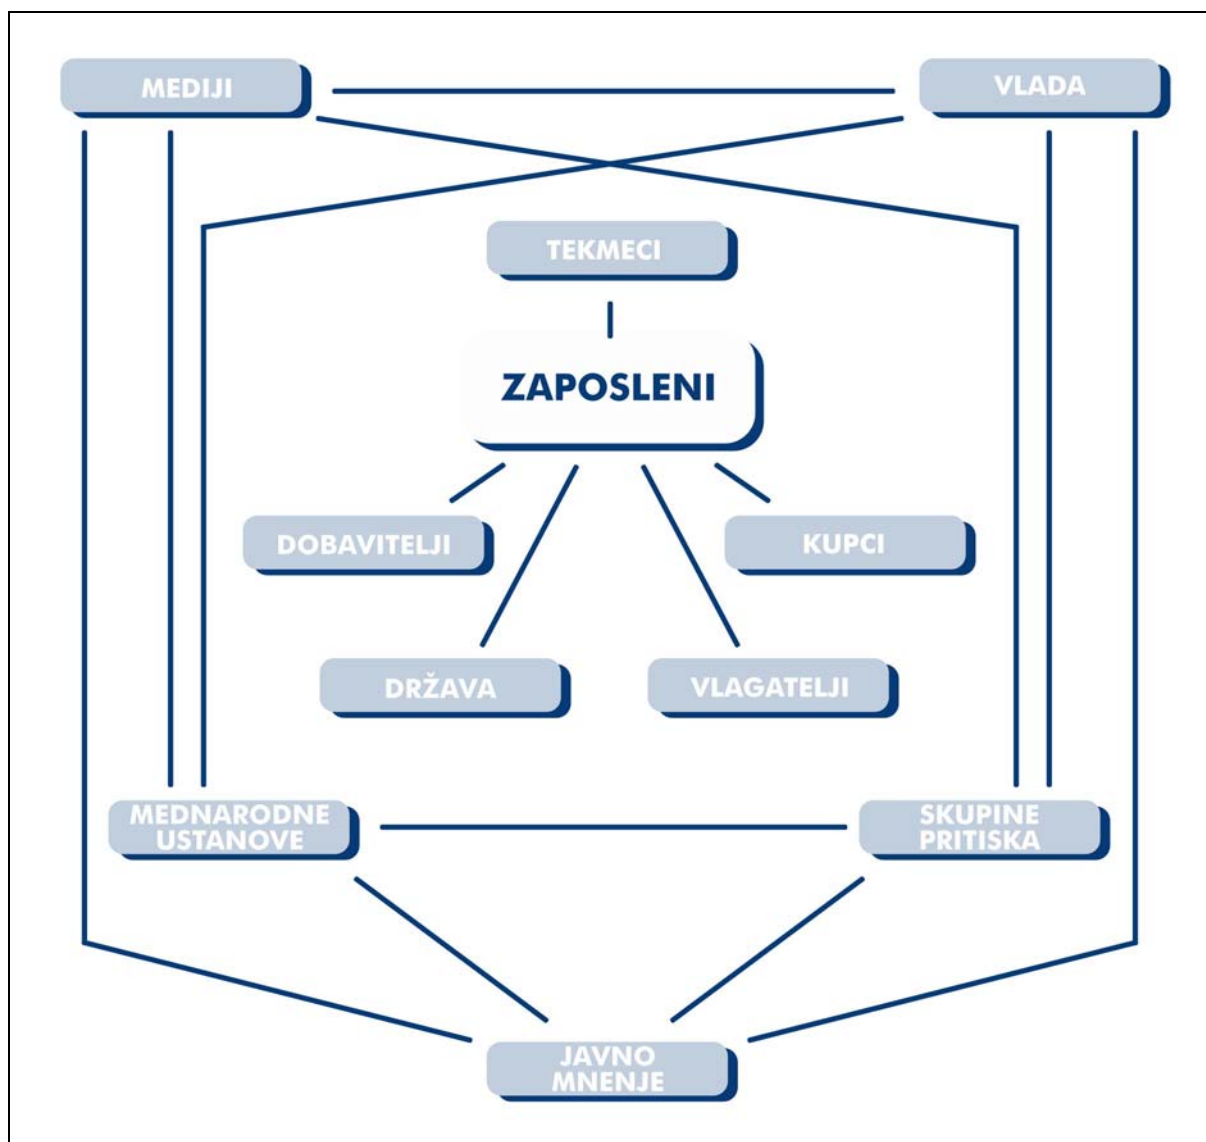 MEDIJI
VLADA
TEKMECI
ZAPOSLENI
DOBAVITELJI
KUPCI
DRŽAVA
VLAGATELJI
MEDNARODNE
USTANOVE
SKUPINE
PRITISKA
JAVNO
MNENJE